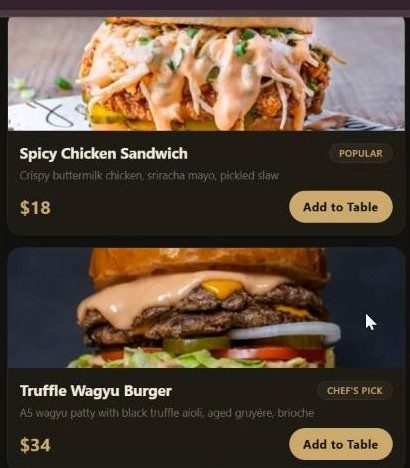 Spicy Chicken Sandwich
POPULAR
Crispy buttermilk chicken, sriracha mayo, pickled slaw
$18
Add to Table
Truffle Wagyu Burger
CHEF'S PICK
A5 wagyu patty with black truffle aioli, aged gruyère, brioche
$34
Add to Table